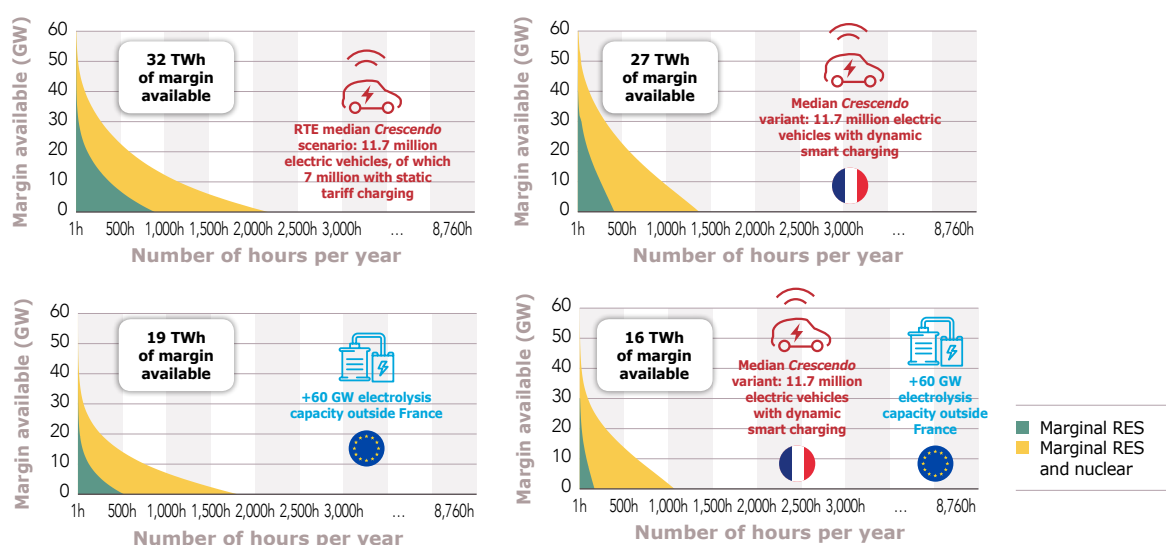 Margin available (GW)
60
50
40
30
20
10
0
32 TWh
of margin
available
RTE median Crescendo
scenario: 11.7 million
electric vehicles, of which
7 million with static
tariff charging
1h 500h 1,000h 1,500h 2,000h 2,500h 3,000h ... 8,760h
Number of hours per year
Margin available (GW)
60
50
40
30
20
10
0
27 TWh
of margin
available
Median Crescendo
variant: 11.7 million electric
vehicles with dynamic
smart charging
1h 500h 1,000h 1,500h 2,000h 2,500h 3,000h ... 8,760h
Number of hours per year
Margin available (GW)
60
50
40
30
20
10
0
19 TWh
of margin
available
+60 GW electrolysis
capacity outside France
1h 500h 1,000h 1,500h 2,000h 2,500h 3,000h ... 8,760h
Number of hours per year
Margin available (GW)
60
50
40
30
20
10
0
16 TWh
of margin
available
Median Crescendo
variant: 11.7 million
electric vehicles
with dynamic
smart charging
+60 GW
electrolysis
capacity outside
France
1h 500h 1,000h 1,500h 2,000h 2,500h 3,000h ... 8,760h
Number of hours per year
Marginal RES
Marginal RES
and nuclear